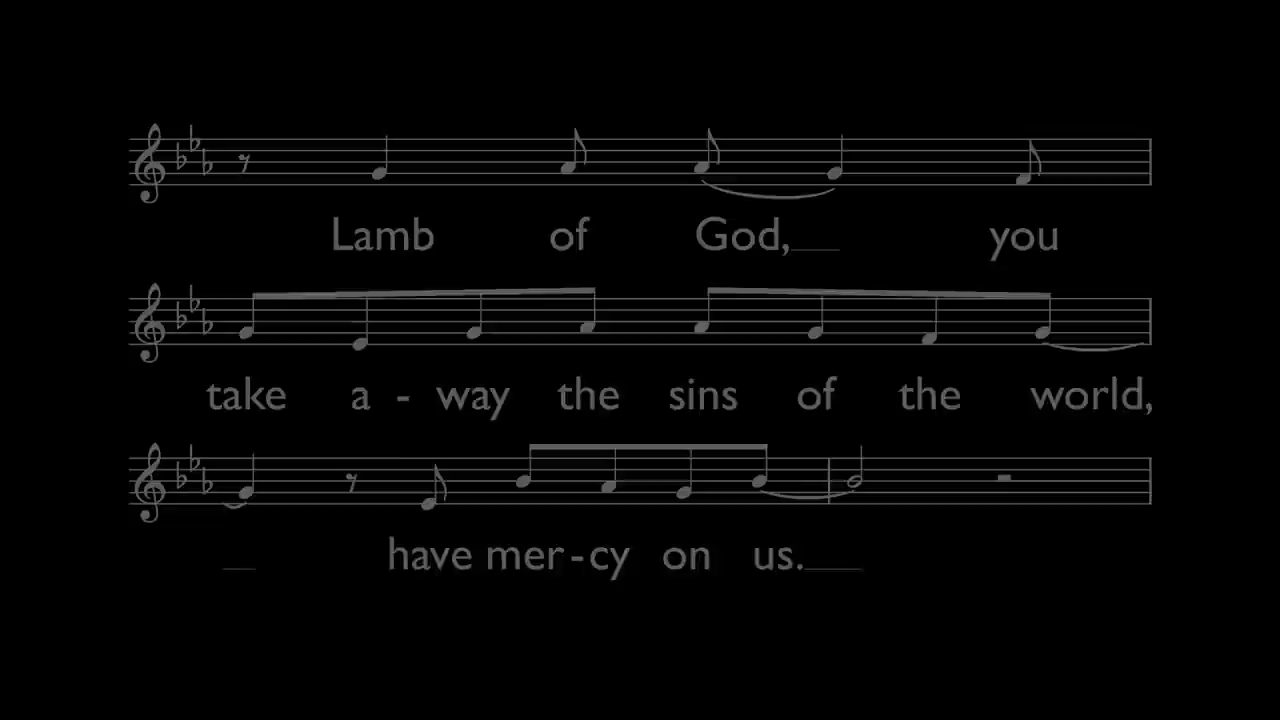 Lamb of God, you
take a - way the sins of the world,
have mer - cy on us.